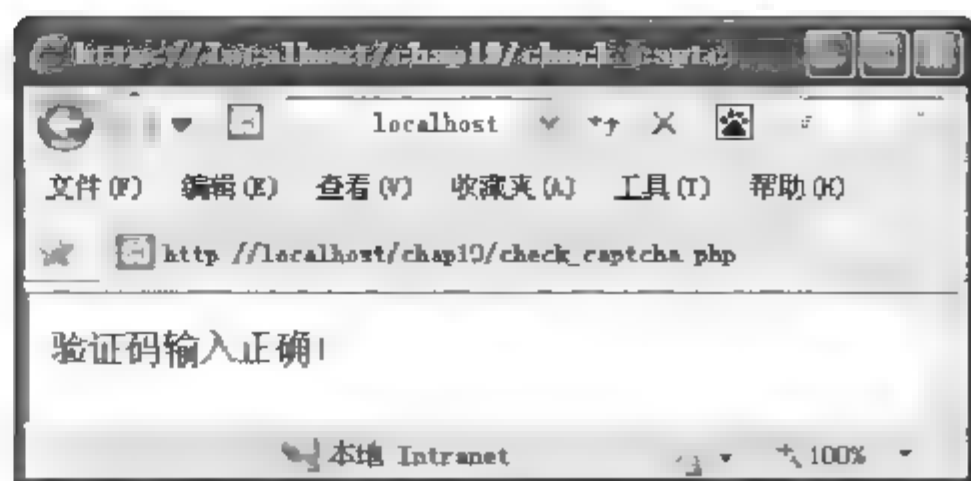 localhost
文件(F) 编辑(E) 查看(V) 收藏夹(A) 工具(T) 帮助(H)
http //localhost/chap19/check_captcha php
验证码输入正确!
本地 Intranet 100%